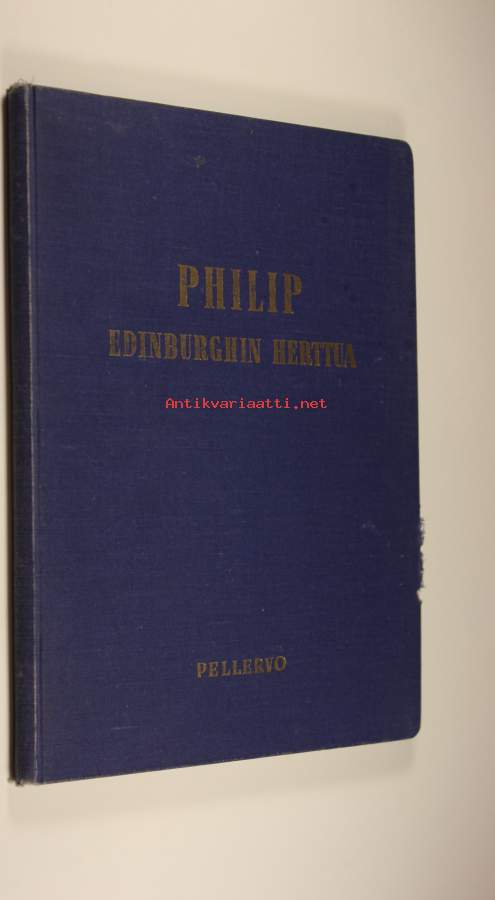 PHILIP
EDINBURGHIN HERTTUA
Antikvariaatti.net
PELLERVO